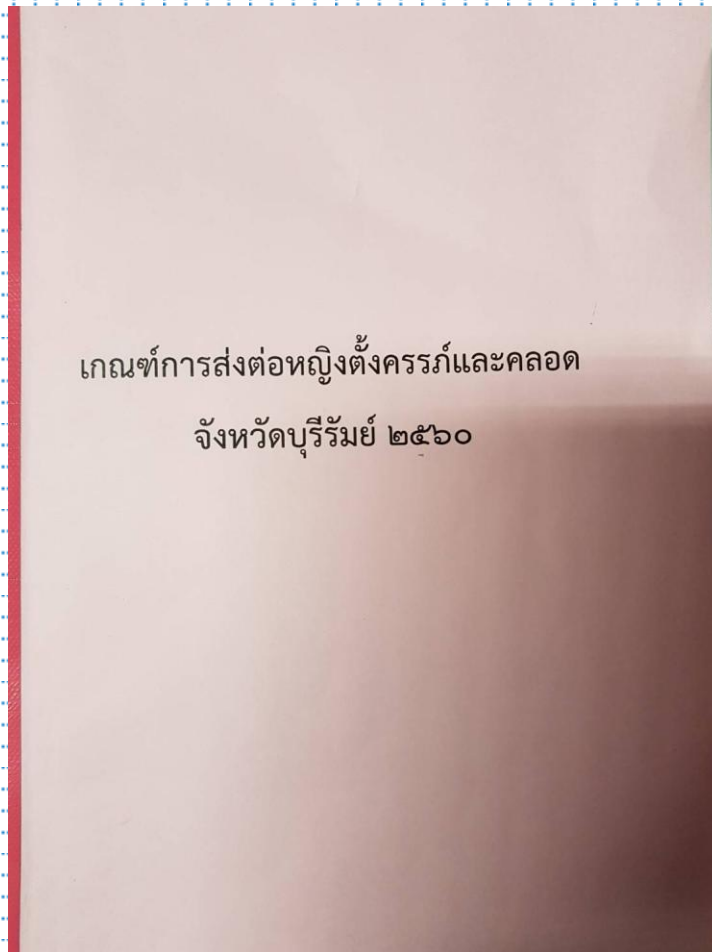 เกณฑ์การส่งต่อหญิงตั้งครรภ์และคลอด
จังหวัดบุรีรัมย์ ๒๕๖๐